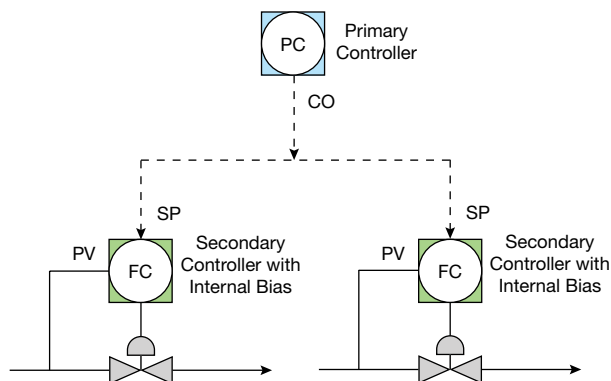 PC
Primary
Controller
CO
SP
SP
PV
FC
Secondary
Controller with
Internal Bias
PV
FC
Secondary
Controller with
Internal Bias